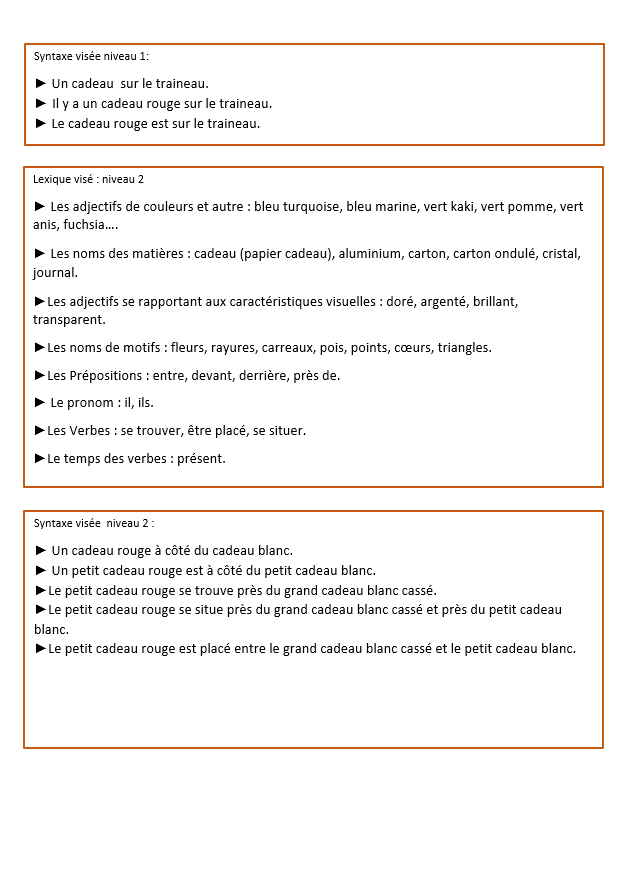 Syntaxe visée niveau 1:
► Un cadeau  sur le traineau.
► Il y a un cadeau rouge sur le traineau.
► Le cadeau rouge est sur le traineau.
Lexique visé : niveau 2
► Les adjectifs de couleurs et autre : bleu turquoise, bleu marine, vert kaki, vert pomme, vert
anis, fuchsia….
► Les noms des matières : cadeau (papier cadeau), aluminium, carton, carton ondulé, cristal,
journal.
►Les adjectifs se rapportant aux caractéristiques visuelles : doré, argenté, brillant,
transparent.
►Les noms de motifs : fleurs, rayures, carreaux, pois, points, cœurs, triangles.
►Les Prépositions : entre, devant, derrière, près de.
► Le pronom : il, ils.
►Les Verbes : se trouver, être placé, se situer.
►Le temps des verbes : présent.
Syntaxe visée  niveau 2 :
► Un cadeau rouge à côté du cadeau blanc.
► Un petit cadeau rouge est à côté du petit cadeau blanc.
►Le petit cadeau rouge se trouve près du grand cadeau blanc cassé.
►Le petit cadeau rouge se situe près du grand cadeau blanc cassé et près du petit cadeau
blanc.
►Le petit cadeau rouge est placé entre le grand cadeau blanc cassé et le petit cadeau blanc.